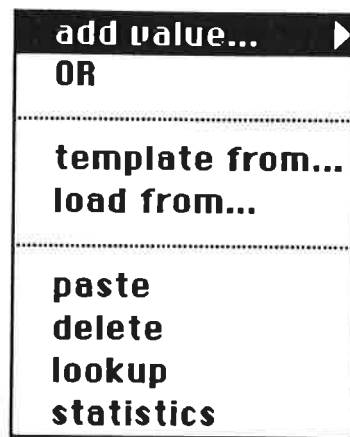 add value...
OR
template from...
load from...
paste
delete
lookup
statistics